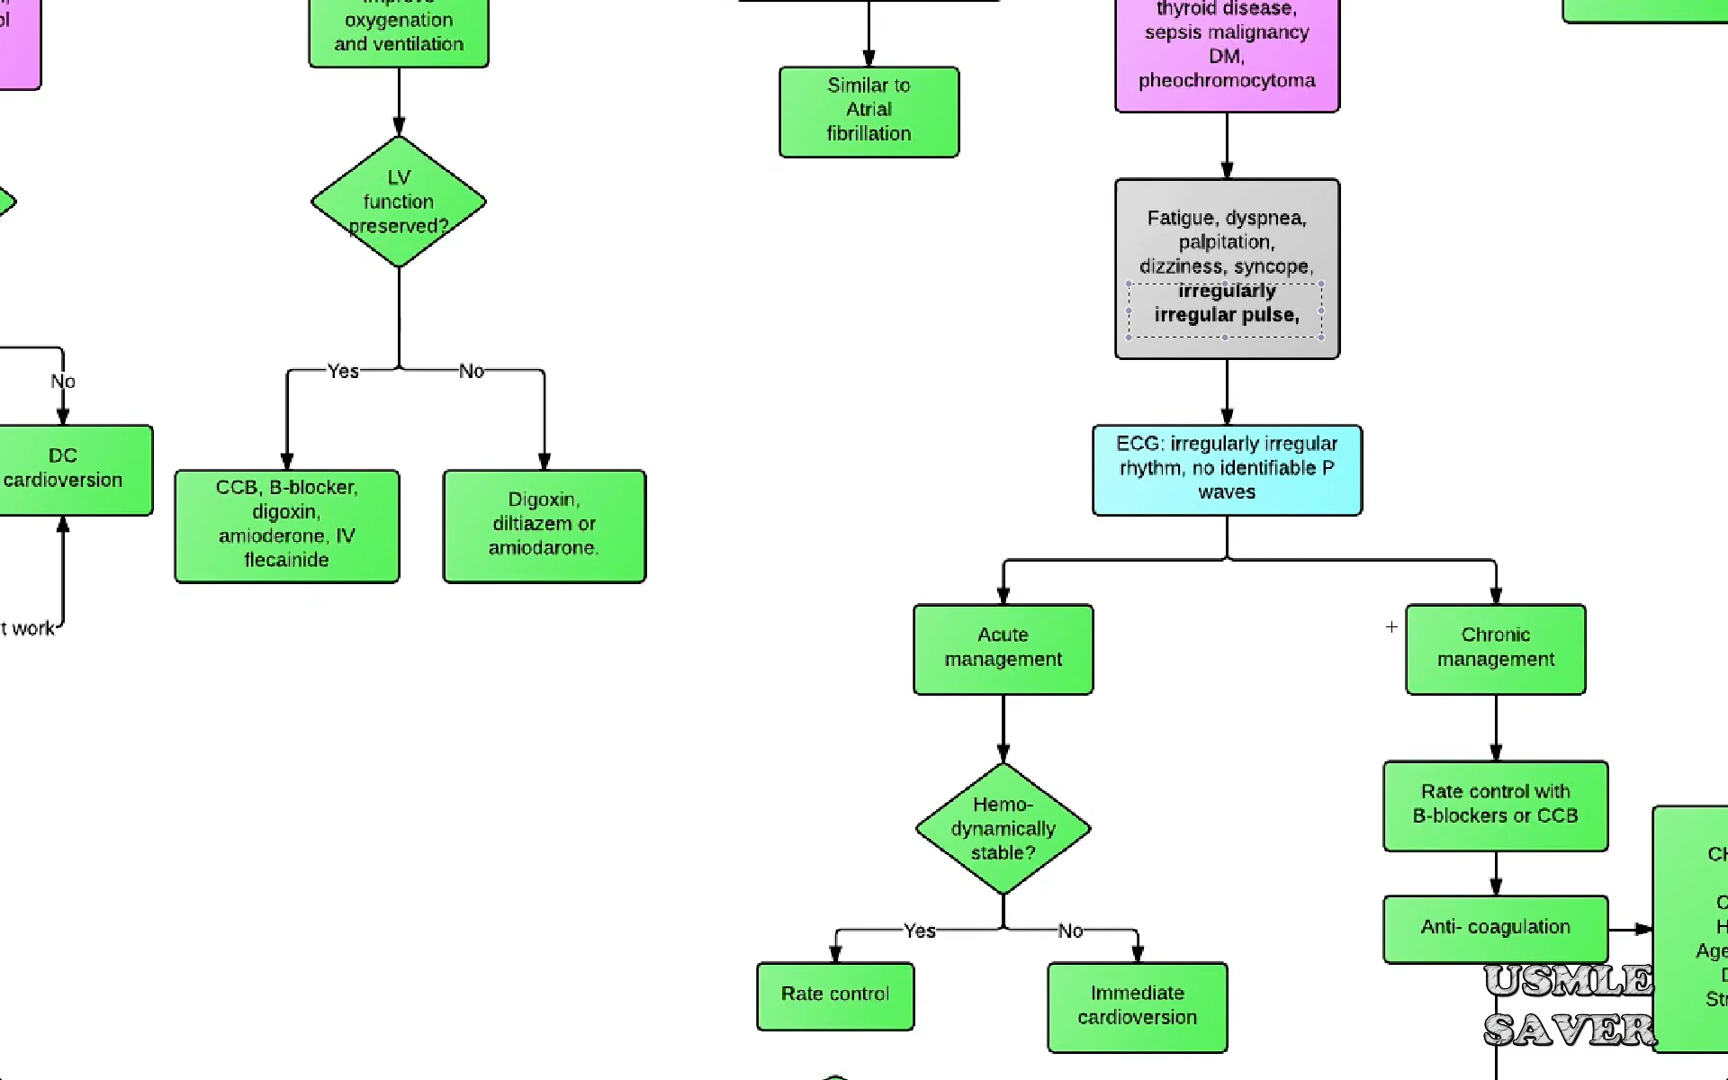 Improve
oxygenation
and ventilation
LV
function
preserved?
Yes
No
CCB, B-blocker,
digoxin,
amioderone, IV
flecainide
Digoxin,
diltiazem or
amiodarone.
No
DC
cardioversion
t work
Similar to
Atrial
fibrillation
thyroid disease,
sepsis malignancy
DM,
pheochromocytoma
Fatigue, dyspnea,
palpitation,
dizziness, syncope,
irregularly
irregular pulse,
ECG: irregularly irregular
rhythm, no identifiable P
waves
Acute
management
Hemo-
dynamically
stable?
Yes
No
Rate control
Immediate
cardioversion
Chronic
management
Rate control with
B-blockers or CCB
Anti- coagulation
Age
USMLE
SAVER